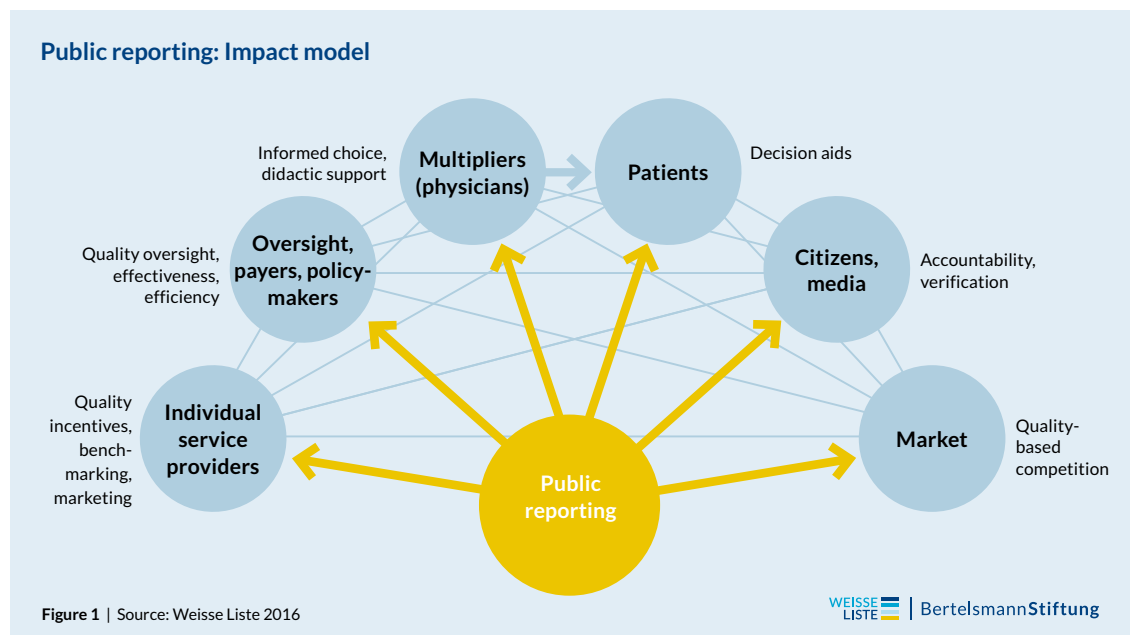 Public reporting: Impact model
Informed choice,
didactic support
Multipliers
(physicians)
Patients
Decision aids
Quality oversight,
effectiveness,
efficiency
Oversight,
payers, policy-
makers
Citizens,
media
Accountability,
verification
Quality
incentives,
bench-
marking,
marketing
Individual
service
providers
Public
reporting
Market
Quality-
based
competition
Figure 1 | Source: Weisse Liste 2016
WEISSE
LISTE
BertelsmannStiftung